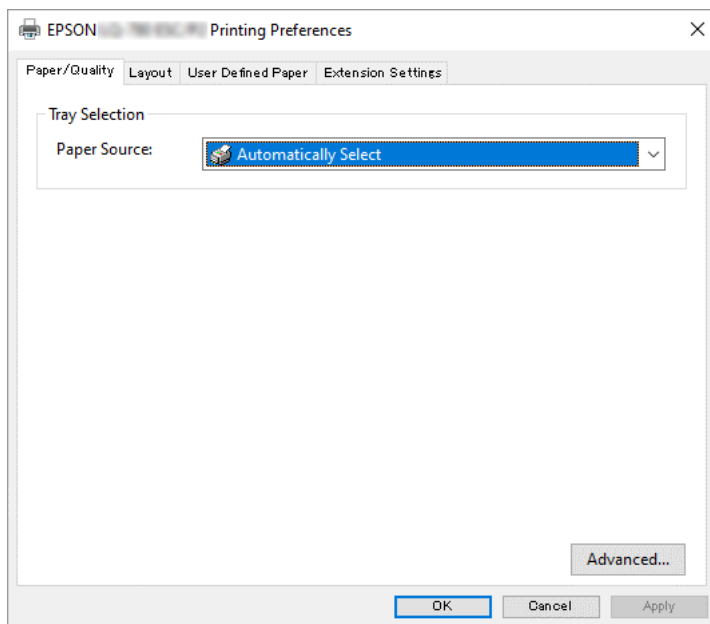 EPSON Printing Preferences
Paper/Quality Layout User Defined Paper Extension Settings
Tray Selection
Paper Source: Automatically Select
Advanced...
OK Cancel Apply